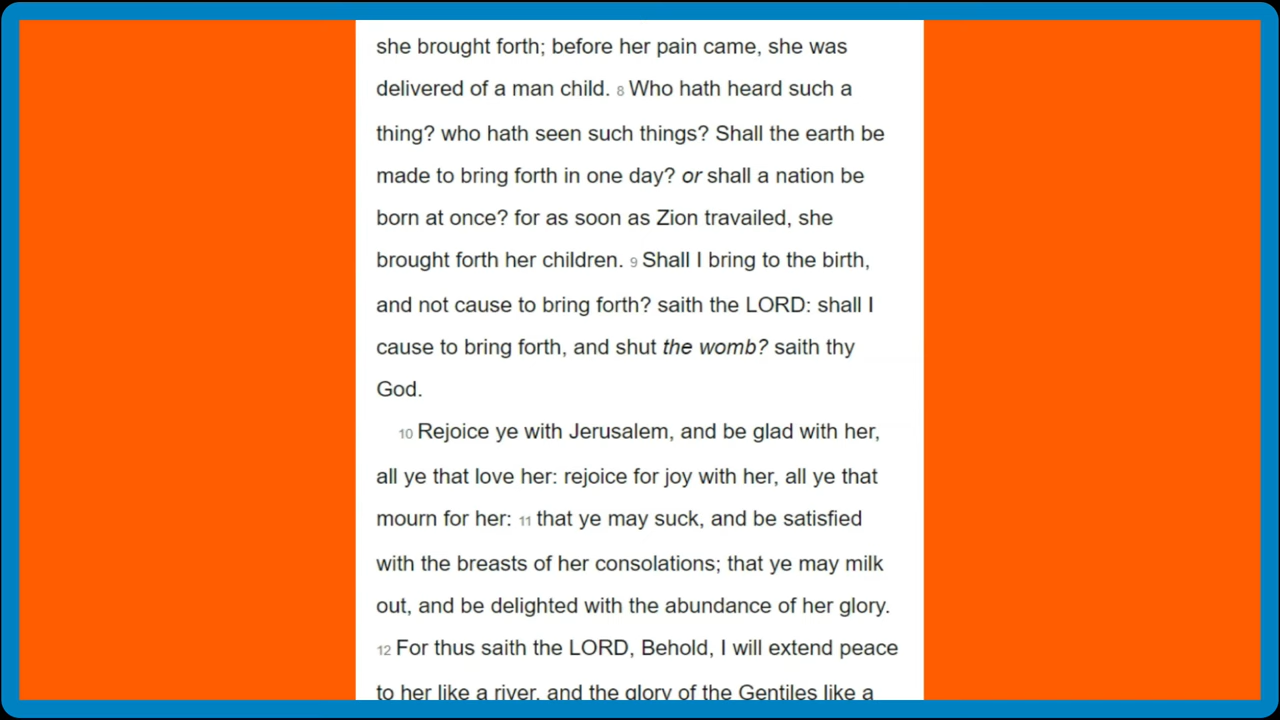 she brought forth; before her pain came, she was
delivered of a man child. 8 Who hath heard such a
thing? who hath seen such things? Shall the earth be
made to bring forth in one day? or shall a nation be
born at once? for as soon as Zion travailed, she
brought forth her children. 9 Shall I bring to the birth,
and not cause to bring forth? saith the LORD: shall I
cause to bring forth, and shut the womb? saith thy
God.
10 Rejoice ye with Jerusalem, and be glad with her,
all ye that love her: rejoice for joy with her, all ye that
mourn for her: 11 that ye may suck, and be satisfied
with the breasts of her consolations; that ye may milk
out, and be delighted with the abundance of her glory.
12 For thus saith the LORD, Behold, I will extend peace
to her like a river, and the glory of the Gentiles like a